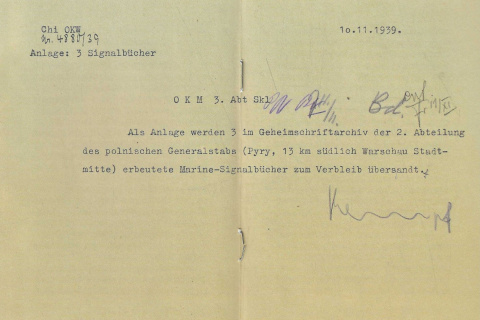 Chi OKW
Nr. 4880/39
Anlage: 3 Signalbücher
1o.11.1939.
O K M 3. Abt Skl
Als Anlage werden 3 im Geheimschriftarchiv der 2. Abteilung
des polnischen Generalstabs (Pyry, 13 km südlich Warschau Stadt-
mitte) erbeutete Marine-Signalbücher zum Verbleib übersandt.
Kempf